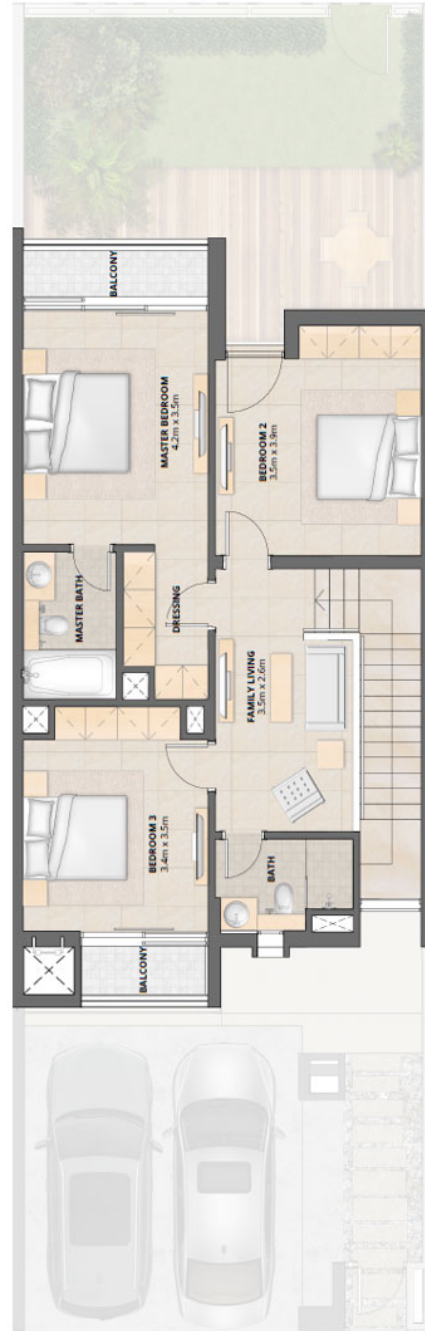 BALCONY
MASTER BEDROOM
4.2m x 3.5m
BEDROOM 2
3.5m x 3.9m
MASTER BATH
DRESSING
FAMILY LIVING
3.5m x 2.6m
BEDROOM 3
3.4m x 3.5m
BATH
BALCONY